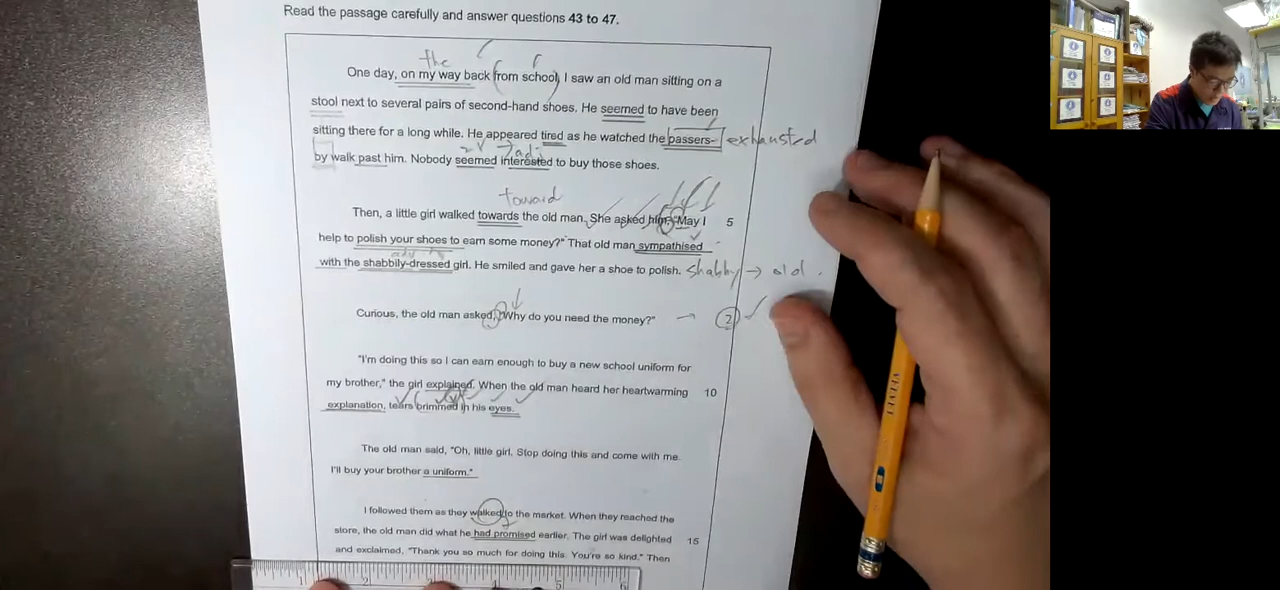 Read the passage carefully and answer questions 43 to 47.
the
One day, on my way back from school, I saw an old man sitting on a
stool next to several pairs of second-hand shoes. He seemed to have been
sitting there for a long while. He appeared tired as he watched the passers- exhausted
by walk past him. Nobody seemed interested to buy those shoes.
toward
Then, a little girl walked towards the old man. She asked him, "May I 5
help to polish your shoes to earn some money?" That old man sympathised
with the shabbily-dressed girl. He smiled and gave her a shoe to polish. shabby → old.
Curious, the old man asked, "Why do you need the money?" → 2
"I'm doing this so I can earn enough to buy a new school uniform for
my brother," the girl explained. When the old man heard her heartwarming 10
explanation, tears brimmed in his eyes.
The old man said, "Oh, little girl. Stop doing this and come with me.
I'll buy your brother a uniform."
I followed them as they walked to the market. When they reached the
store, the old man did what he had promised earlier. The girl was delighted 15
and exclaimed, "Thank you so much for doing this. You're so kind." Then
1 2 4 5 6